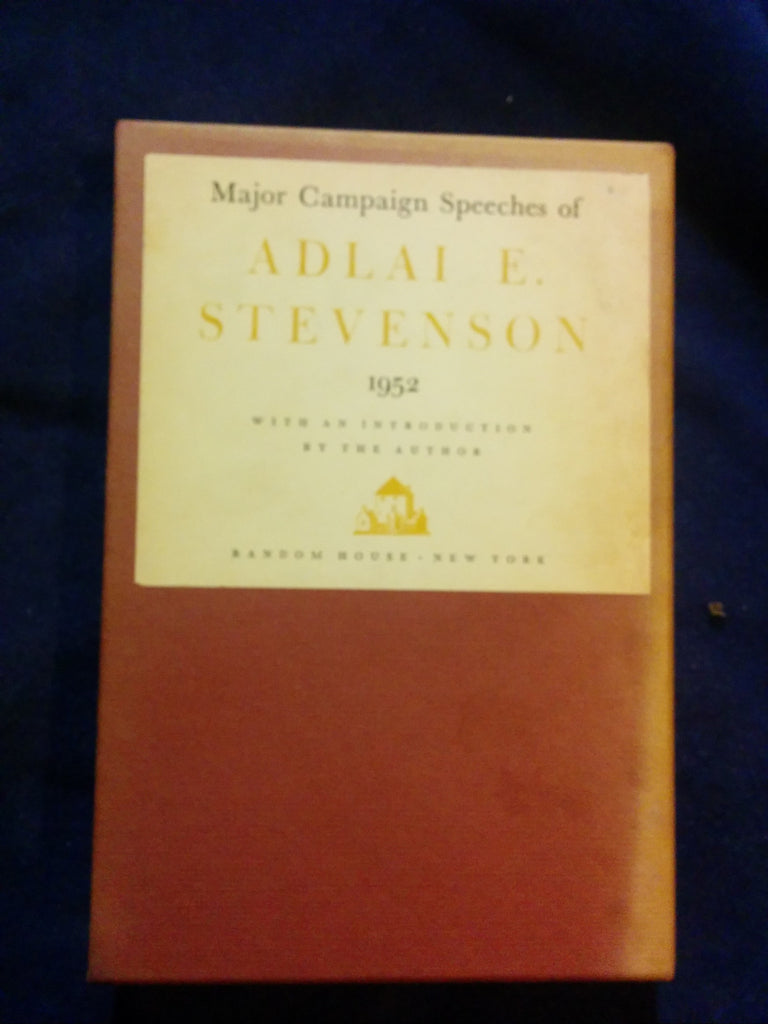 Major Campaign Speeches of
ADLAI E.
STEVENSON
1952
WITH AN INTRODUCTION
BY THE AUTHOR
RANDOM HOUSE · NEW YORK